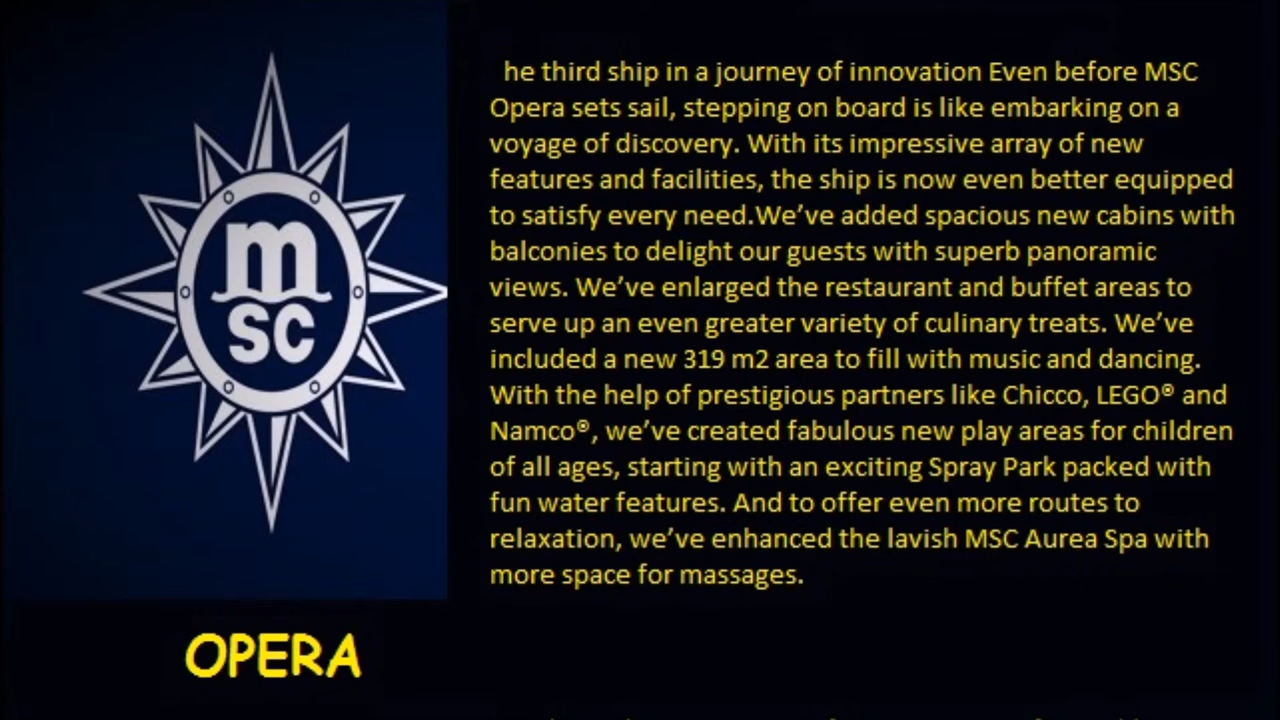 m
sc
he third ship in a journey of innovation Even before MSC
Opera sets sail, stepping on board is like embarking on a
voyage of discovery. With its impressive array of new
features and facilities, the ship is now even better equipped
to satisfy every need.We’ve added spacious new cabins with
balconies to delight our guests with superb panoramic
views. We’ve enlarged the restaurant and buffet areas to
serve up an even greater variety of culinary treats. We’ve
included a new 319 m2 area to fill with music and dancing.
With the help of prestigious partners like Chicco, LEGO® and
Namco®, we’ve created fabulous new play areas for children
of all ages, starting with an exciting Spray Park packed with
fun water features. And to offer even more routes to
relaxation, we’ve enhanced the lavish MSC Aurea Spa with
more space for massages.
OPERA